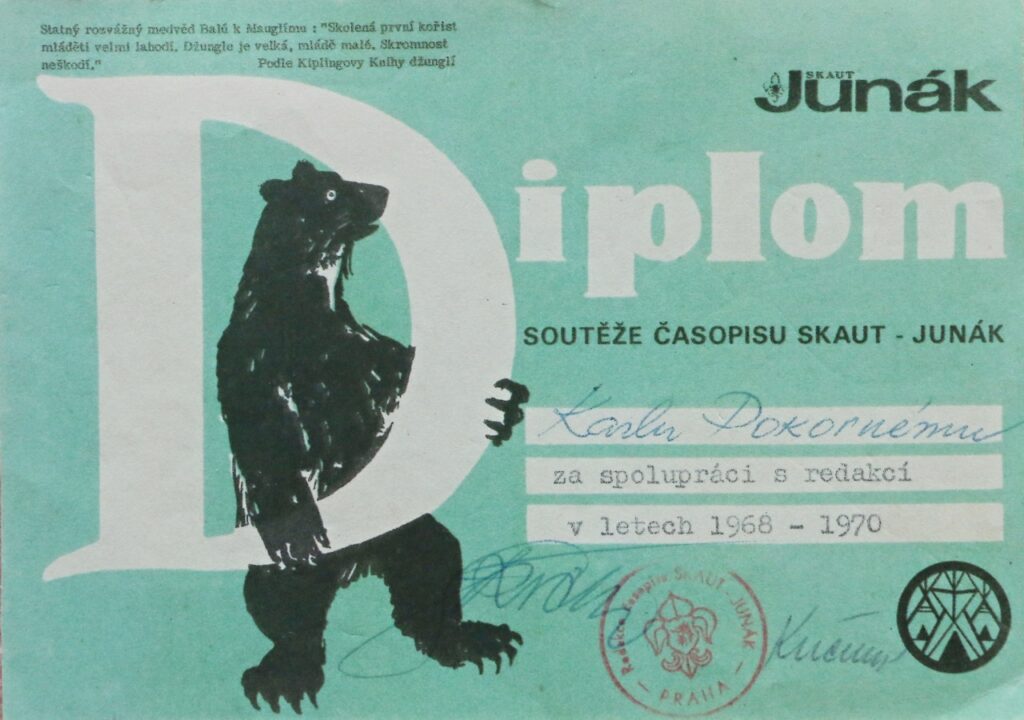 Statný rozvážný medvěd Balú k Mauglímu : "Skolená první kořist
mláděti velmi lahodí. Džungle je velká, mládě malé. Skromnost
neškodí." Podle Kiplingovy Knihy džunglí
SKAUT
Junák
Diplom
SOUTĚŽE ČASOPISU SKAUT - JUNÁK
Karlu Pokornému
za spolupráci s redakcí
v letech 1968 - 1970
Redakce časopisu SKAUT - JUNÁK
— PRAHA —